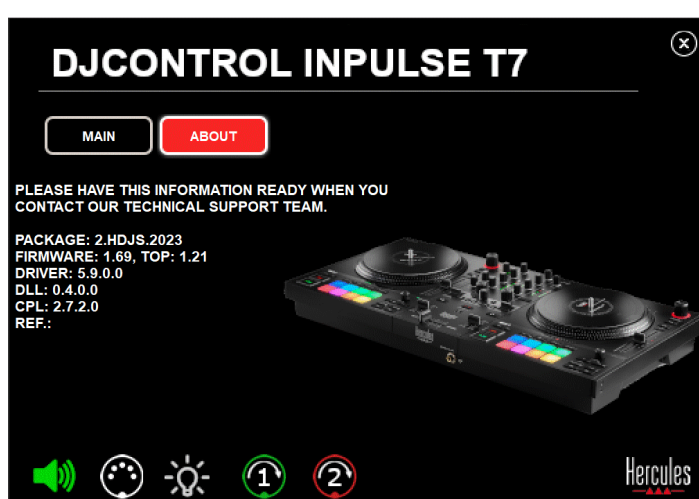 DJCONTROL INPULSE T7
MAIN
ABOUT
PLEASE HAVE THIS INFORMATION READY WHEN YOU
CONTACT OUR TECHNICAL SUPPORT TEAM.
PACKAGE: 2.HDJS.2023
FIRMWARE: 1.69, TOP: 1.21
DRIVER: 5.9.0.0
DLL: 0.4.0.0
CPL: 2.7.2.0
REF.:
1
2
Hercules